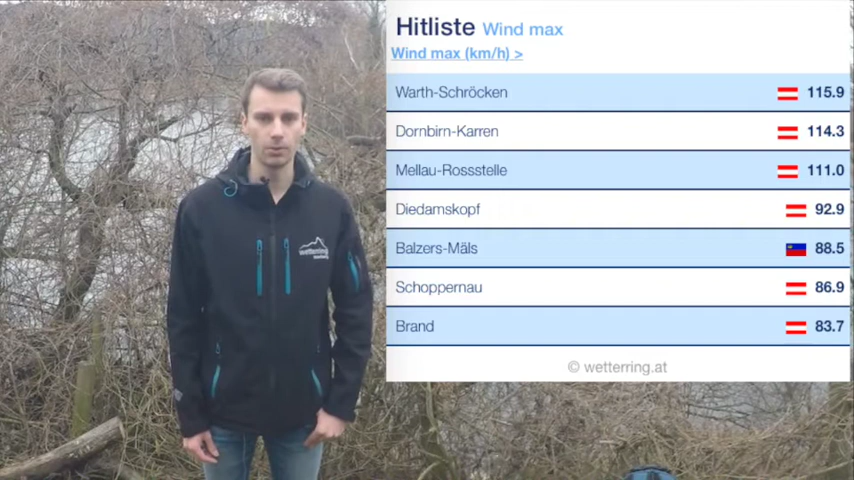 Hitliste Wind max
Wind max (km/h) >
Warth-Schröcken 115.9
Dornbirn-Karren 114.3
Mellau-Rossstelle 111.0
Diedamskopf 92.9
Balzers-Mäls 88.5
Schoppernau 86.9
Brand 83.7
© wetterring.at
wetterring